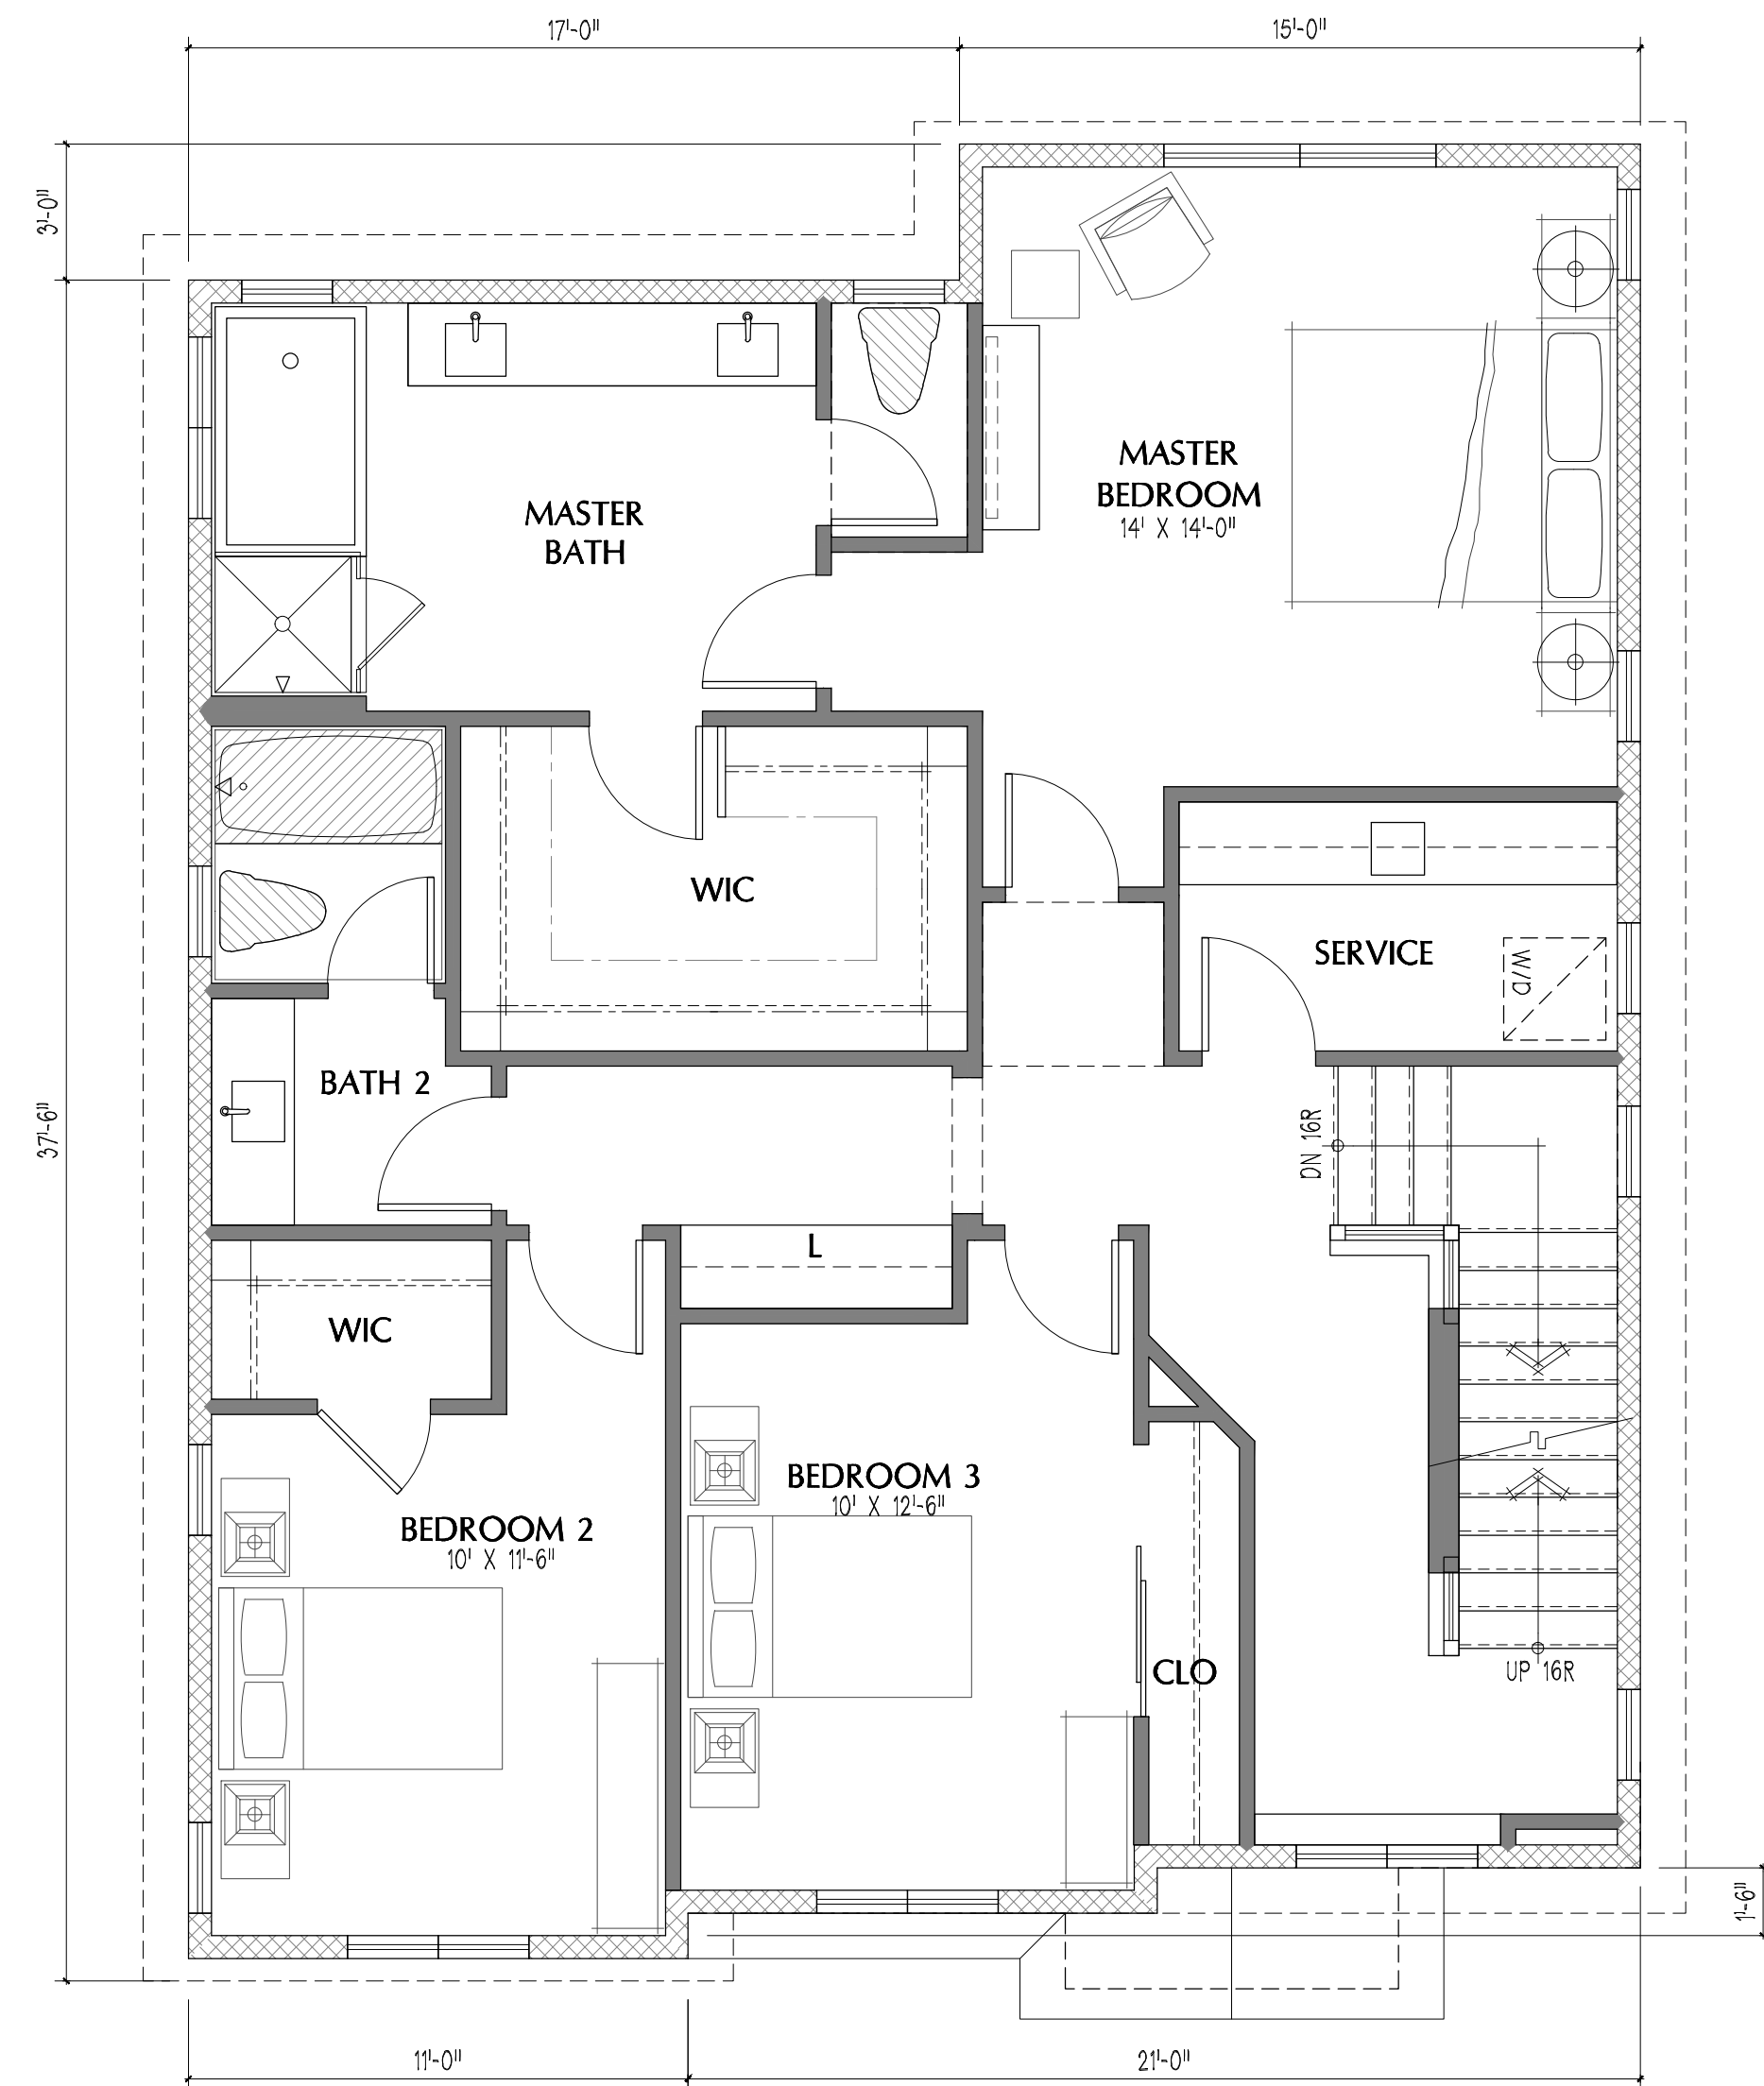 17'-0"
15'-0"
3'-0"
MASTER
BEDROOM
14' X 14'-0"
MASTER
BATH
WIC
SERVICE
W/D
BATH 2
DN 16R
37'-6"
L
WIC
BEDROOM 3
10' X 12'-6"
BEDROOM 2
10' X 11'-6"
CLO
UP 16R
1'-6"
11'-0"
21'-0"